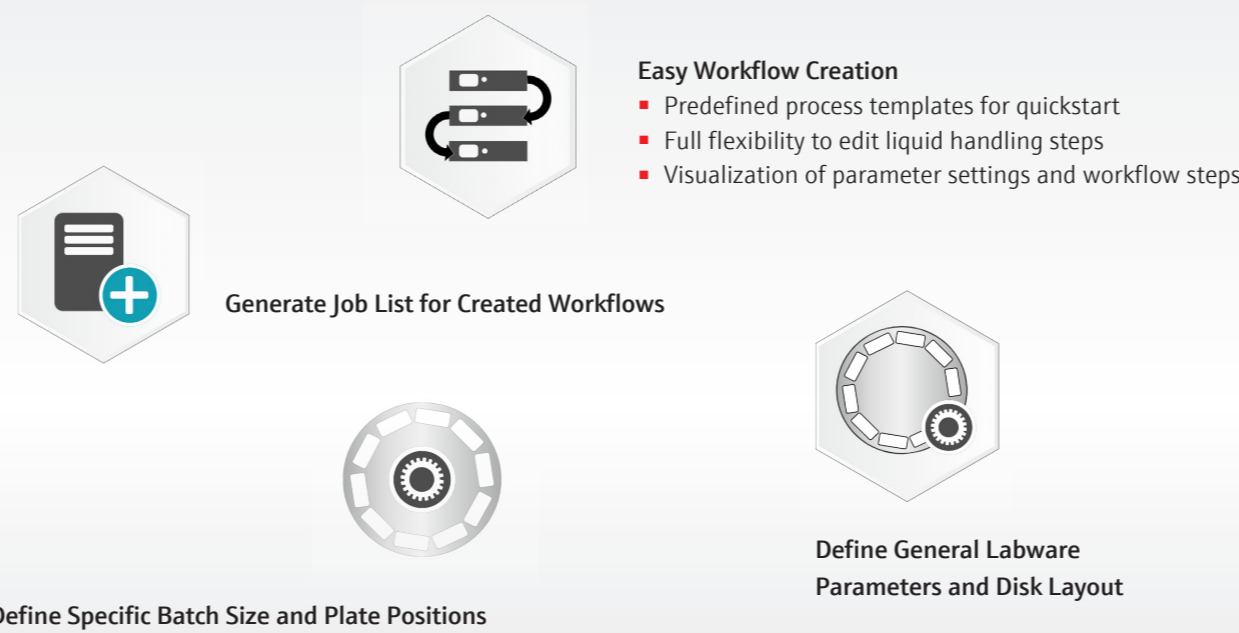 Easy Workflow Creation
▪ Predefined process templates for quickstart
▪ Full flexibility to edit liquid handling steps
▪ Visualization of parameter settings and workflow steps
Generate Job List for Created Workflows
Define General Labware
Parameters and Disk Layout
Define Specific Batch Size and Plate Positions